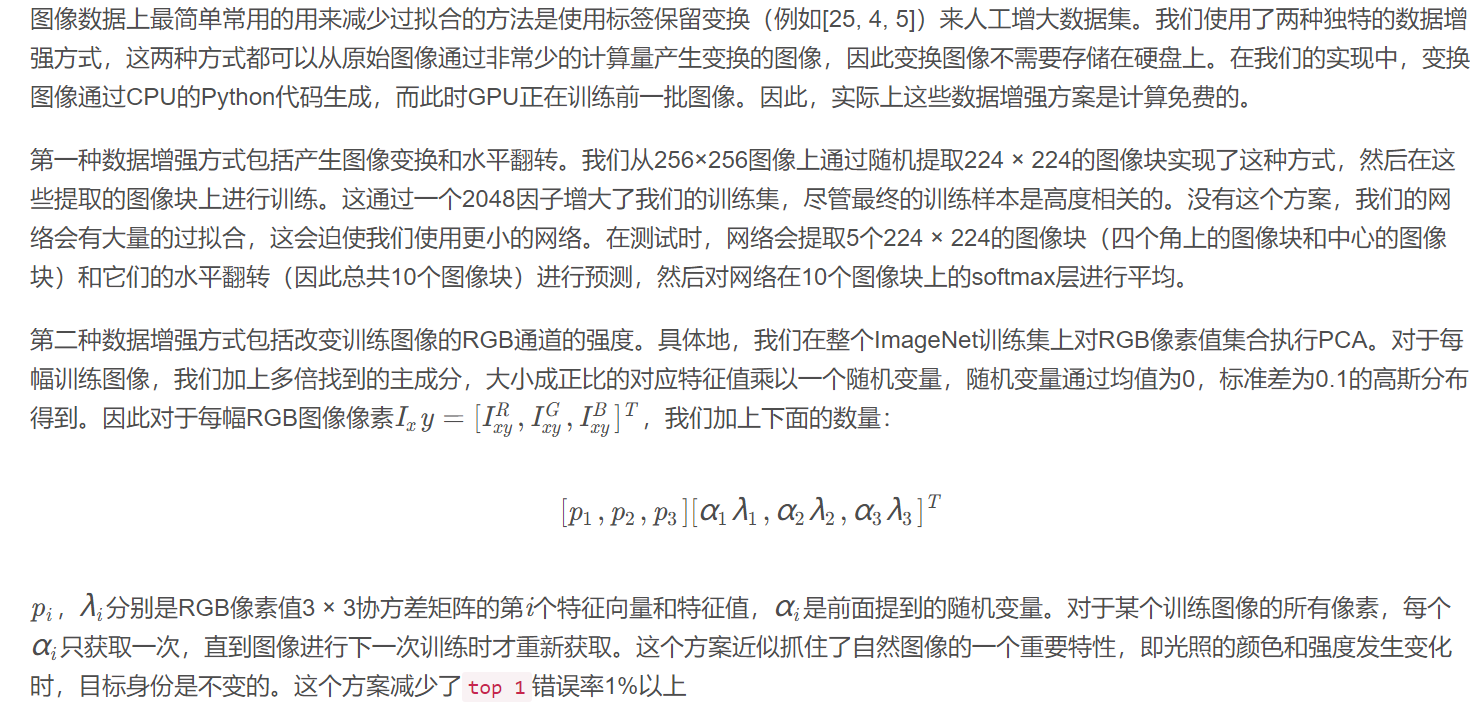 图像数据上最简单常用的用来减少过拟合的方法是使用标签保留变换（例如[25, 4, 5]）来人工增大数据集。我们使用了两种独特的数据增
强方式，这两种方式都可以从原始图像通过非常少的计算量产生变换的图像，因此变换图像不需要存储在硬盘上。在我们的实现中，变换
图像通过CPU的Python代码生成，而此时GPU正在训练前一批图像。因此，实际上这些数据增强方案是计算免费的。
第一种数据增强方式包括产生图像变换和水平翻转。我们从256×256图像上通过随机提取224 × 224的图像块实现了这种方式，然后在这
些提取的图像块上进行训练。这通过一个2048因子增大了我们的训练集，尽管最终的训练样本是高度相关的。没有这个方案，我们的网
络会有大量的过拟合，这会迫使我们使用更小的网络。在测试时，网络会提取5个224 × 224的图像块（四个角上的图像块和中心的图像
块）和它们的水平翻转（因此总共10个图像块）进行预测，然后对网络在10个图像块上的softmax层进行平均。
第二种数据增强方式包括改变训练图像的RGB通道的强度。具体地，我们在整个ImageNet训练集上对RGB像素值集合执行PCA。对于每
幅训练图像，我们加上多倍找到的主成分，大小成正比的对应特征值乘以一个随机变量，随机变量通过均值为0，标准差为0.1的高斯分布
得到。因此对于每幅RGB图像像素$I_x y = [I_{xy}^R, I_{xy}^G, I_{xy}^B]^T$，我们加上下面的数量：
$[p_1, p_2, p_3][\alpha_1 \lambda_1, \alpha_2 \lambda_2, \alpha_3 \lambda_3]^T$
$p_i$，$\lambda_i$分别是RGB像素值3 × 3协方差矩阵的第$i$个特征向量和特征值，$\alpha_i$是前面提到的随机变量。对于某个训练图像的所有像素，每个
$\alpha_i$只获取一次，直到图像进行下一次训练时才重新获取。这个方案近似抓住了自然图像的一个重要特性，即光照的颜色和强度发生变化
时，目标身份是不变的。这个方案减少了top 1错误率1%以上